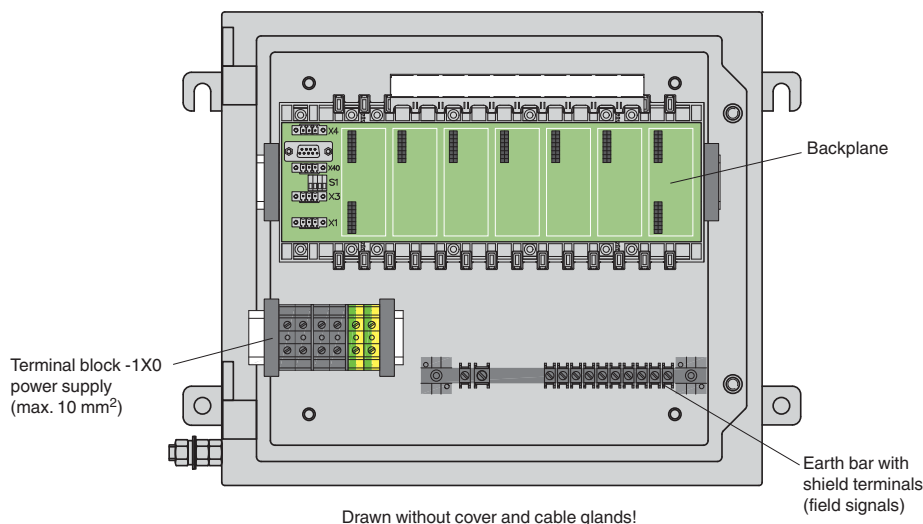 X4
X40
S1
X3
X1
Backplane
Terminal block -1X0
power supply
(max. 10 mm²)
Earth bar with
shield terminals
(field signals)
Drawn without cover and cable glands!